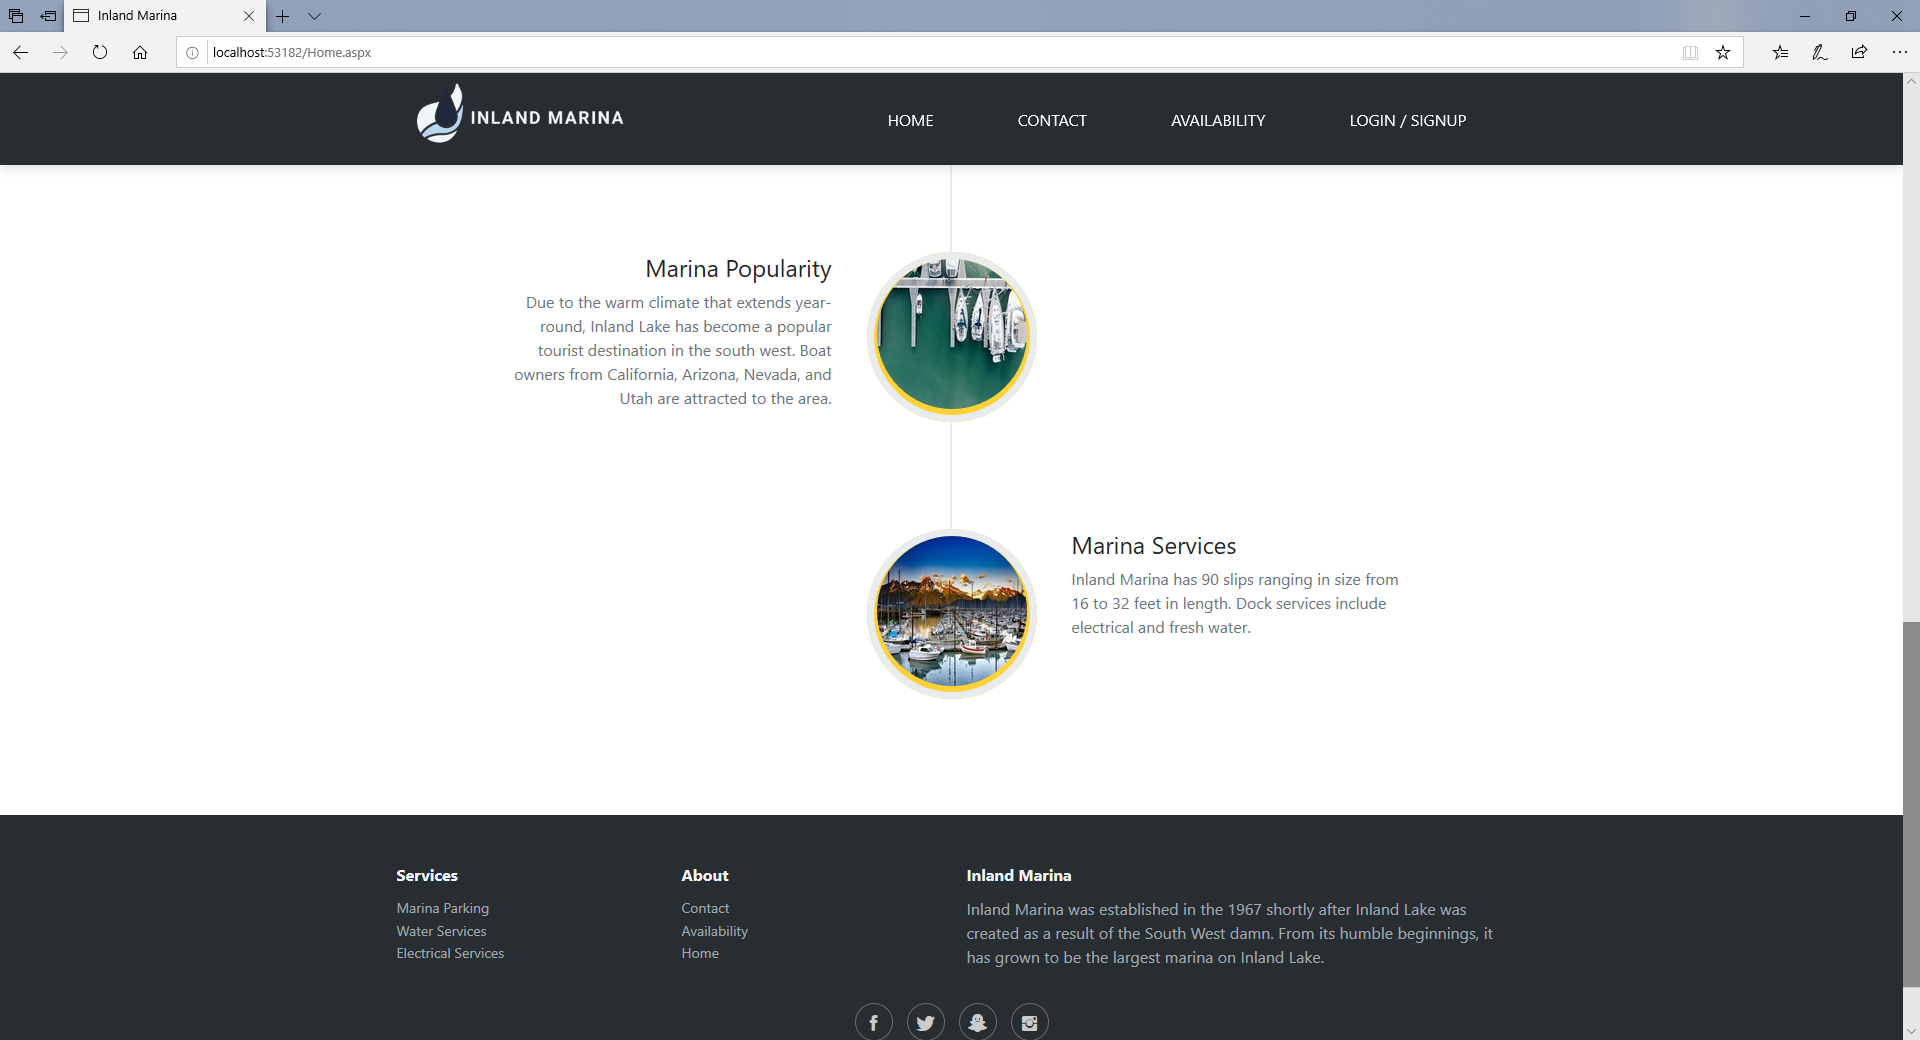 Inland Marina
localhost:53182/Home.aspx
INLAND MARINA
HOME
CONTACT
AVAILABILITY
LOGIN / SIGNUP
Marina Popularity
Due to the warm climate that extends year-
round, Inland Lake has become a popular
tourist destination in the south west. Boat
owners from California, Arizona, Nevada, and
Utah are attracted to the area.
Marina Services
Inland Marina has 90 slips ranging in size from
16 to 32 feet in length. Dock services include
electrical and fresh water.
Services
Marina Parking
Water Services
Electrical Services
About
Contact
Availability
Home
Inland Marina
Inland Marina was established in the 1967 shortly after Inland Lake was
created as a result of the South West damn. From its humble beginnings, it
has grown to be the largest marina on Inland Lake.